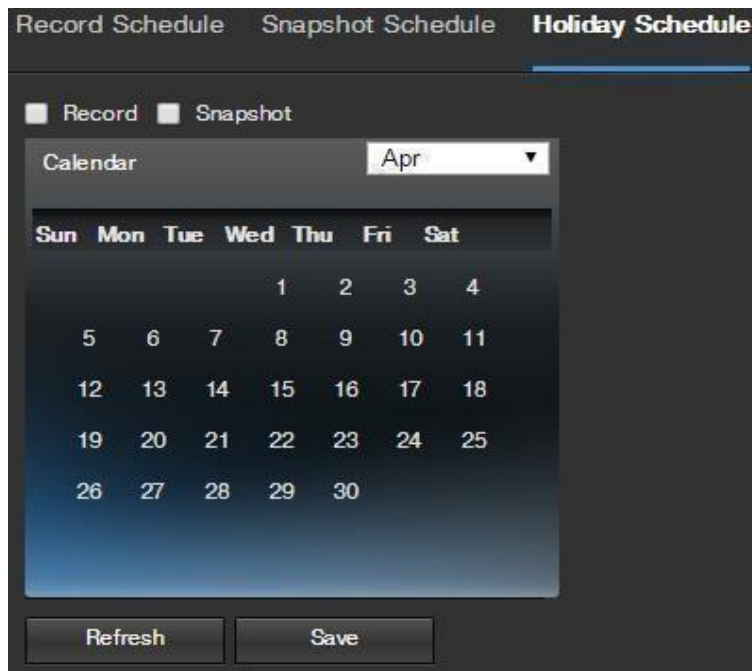 Record Schedule Snapshot Schedule Holiday Schedule
Record Snapshot
Calendar Apr
Sun Mon Tue Wed Thu Fri Sat
1 2 3 4
5 6 7 8 9 10 11
12 13 14 15 16 17 18
19 20 21 22 23 24 25
26 27 28 29 30
Refresh Save